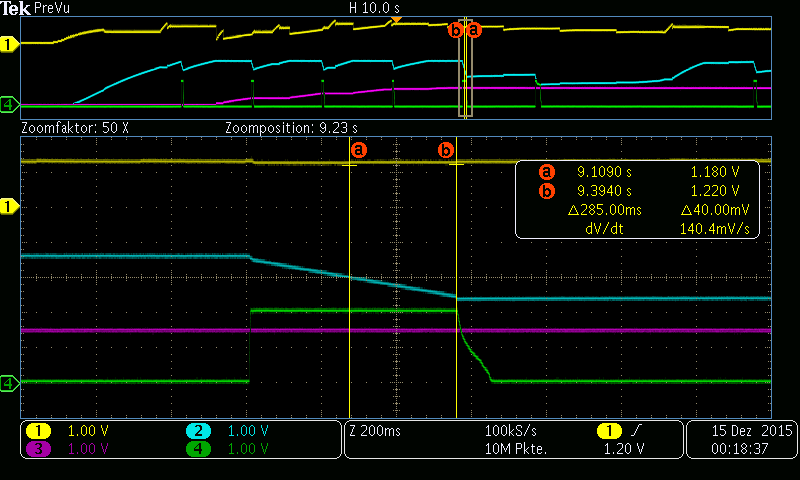 Tek PreVu H 10.0 s
b a
1
4
Zoomfaktor: 50 X Zoomposition: 9.23 s
a b
a 9.1090 s 1.180 V
b 9.3940 s 1.220 V
△285.00ms △40.00mV
dV/dt 140.4mV/s
1
4
1 1.00 V 2 1.00 V Z 200ms 100kS/s 1 15 Dez 2015
3 1.00 V 4 1.00 V 10M Pkte. 1.20 V 00:18:37